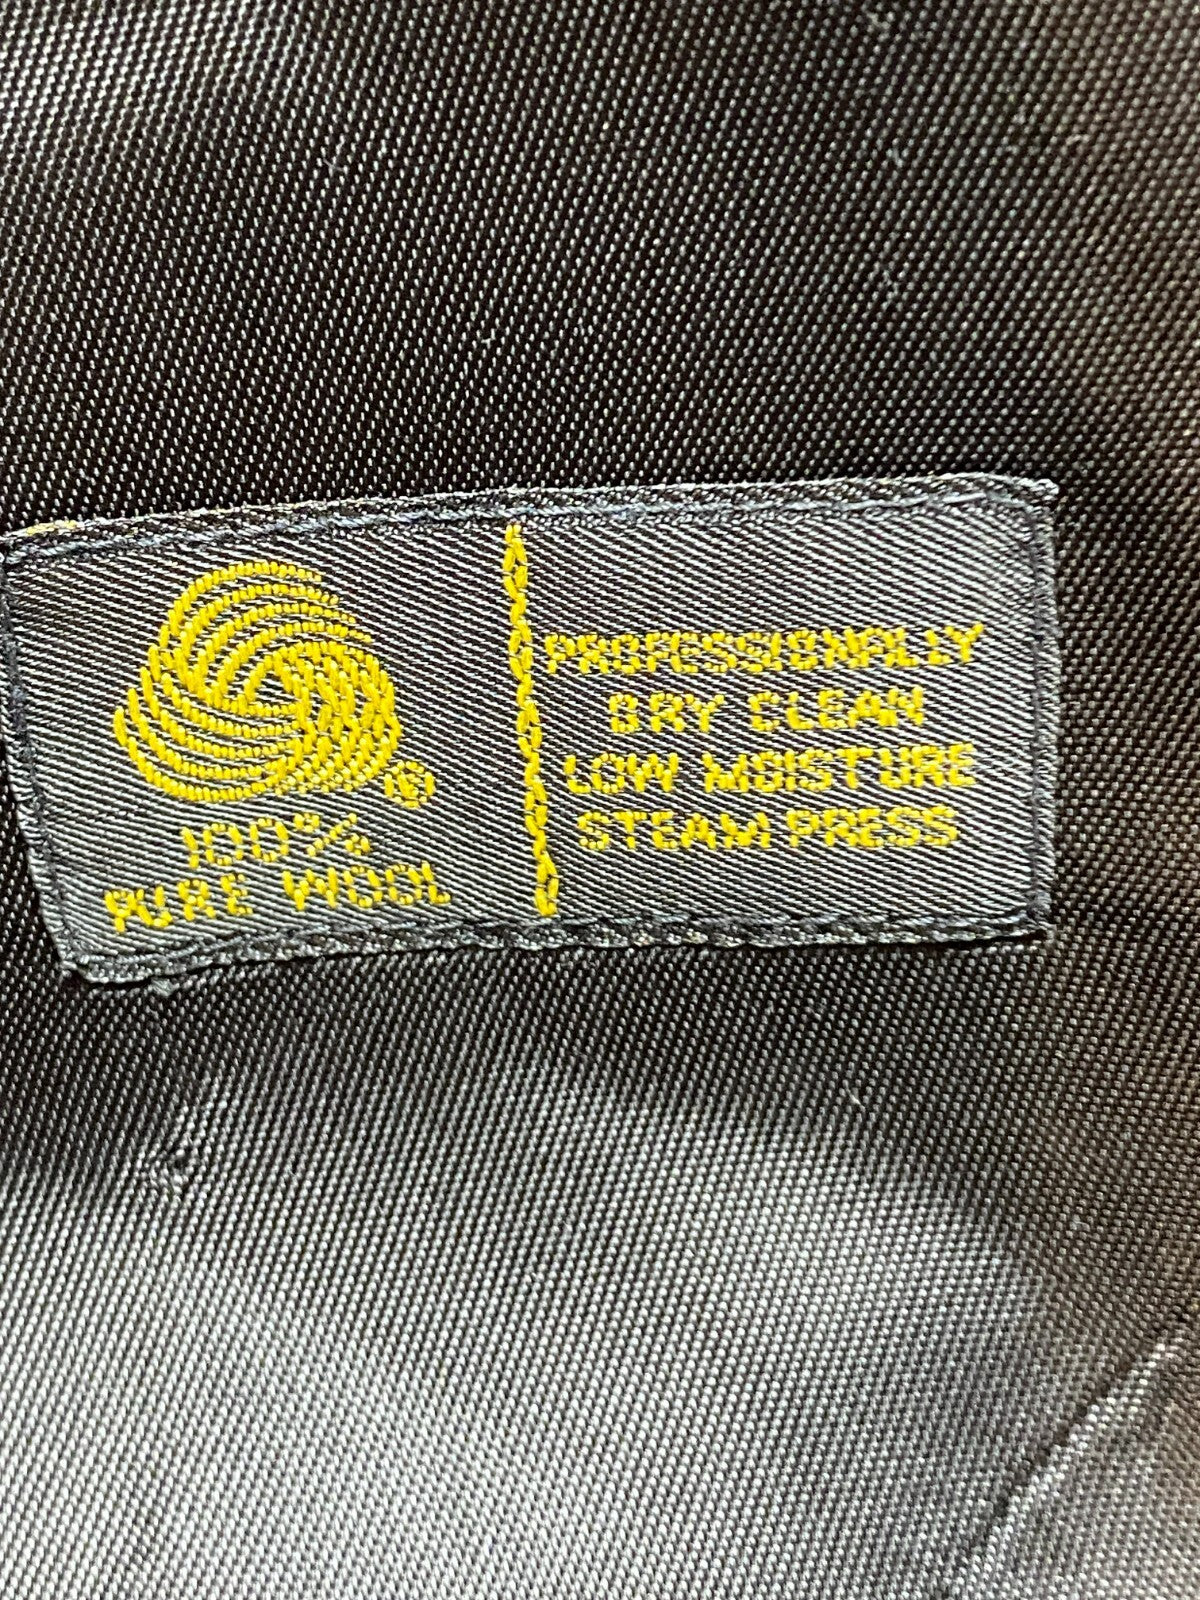 ®
100%
PURE WOOL
PROFESSIONALLY
DRY CLEAN
LOW MOISTURE
STEAM PRESS